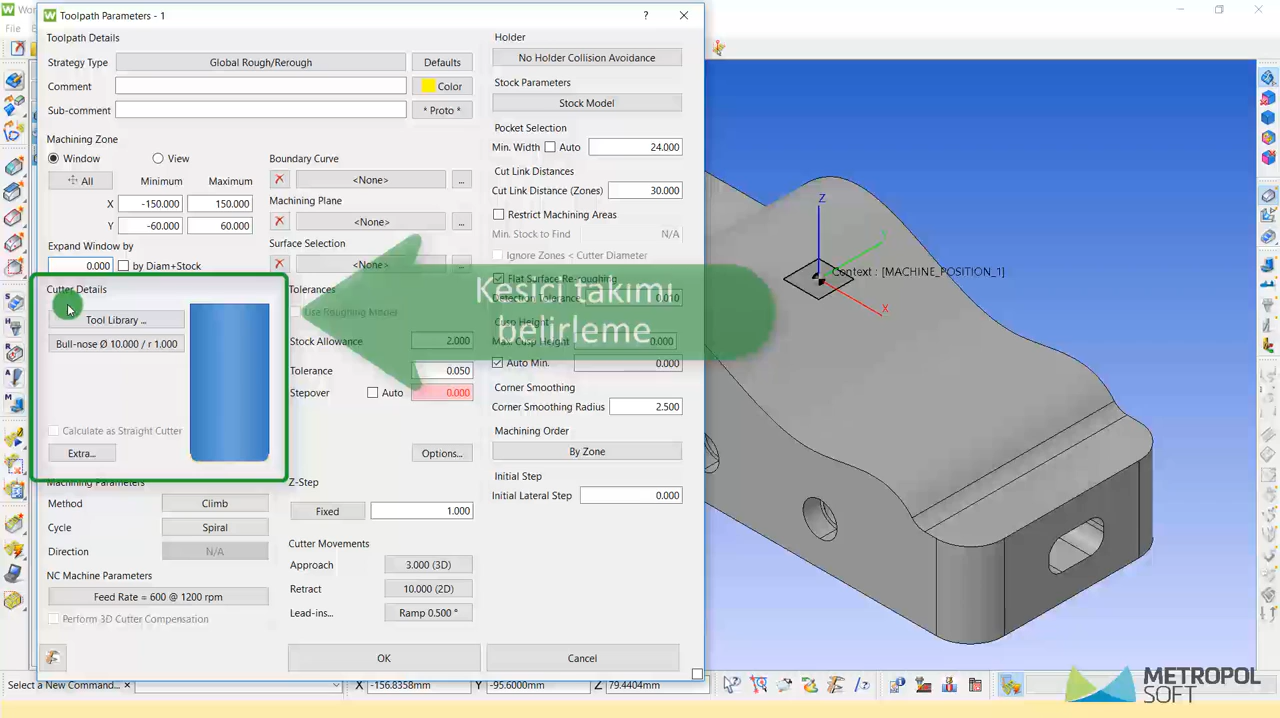 Wor
Toolpath Parameters - 1
?
File
Toolpath Details
Strategy Type
Global Rough/Rerough
Defaults
Comment
Color
Sub-comment
* Proto *
Machining Zone
Window
View
All
Minimum
Maximum
X
-150.000
150.000
Y
-60.000
60.000
Expand Window by
0.000
by Diam+Stock
Boundary Curve
<None>
...
Machining Plane
<None>
...
Surface Selection
<None>
Cutter Details
Tool Library ...
Bull-nose Ø 10.000 / r 1.000
Calculate as Straight Cutter
Extra...
Tolerances
Use Roughing Model
Stock Allowance
2.000
Tolerance
0.050
Stepover
Auto
0.000
Options...
Machining Parameters
Method
Climb
Cycle
Spiral
Direction
N/A
NC Machine Parameters
Feed Rate = 600 @ 1200 rpm
Perform 3D Cutter Compensation
Z-Step
Fixed
1.000
Cutter Movements
Approach
3.000 (3D)
Retract
10.000 (2D)
Lead-ins...
Ramp 0.500 °
Holder
No Holder Collision Avoidance
Stock Parameters
Stock Model
Pocket Selection
Min. Width
Auto
24.000
Cut Link Distances
Cut Link Distance (Zones)
30.000
Restrict Machining Areas
Min. Stock to Find
N/A
Ignore Zones < Cutter Diameter
Flat Surface Re-roughing
Detection Tolerance
0.010
Cusp Height
Max Cusp Height
0.000
Auto Min.
0.000
Corner Smoothing
Corner Smoothing Radius
2.500
Machining Order
By Zone
Initial Step
Initial Lateral Step
0.000
OK
Cancel
Kesici takımı
belirleme
Z
Y
X
Context : [MACHINE_POSITION_1]
Select a New Command...
X
-156.8358mm
Y
-95.6000mm
Z
79.4404mm
METROPOL
SOFT